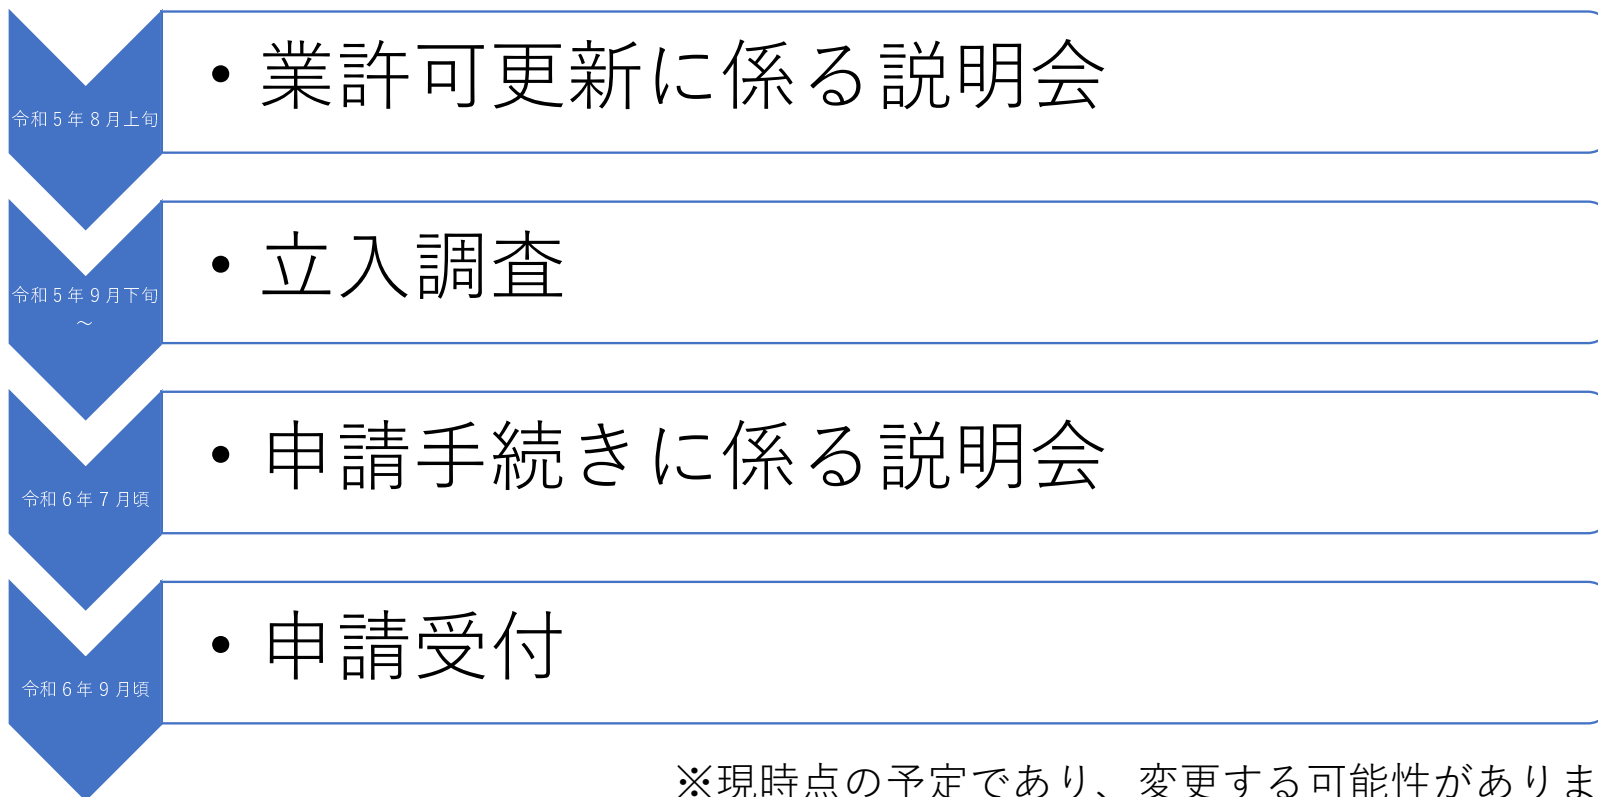 令和５年８月上旬
• 業許可更新に係る説明会
令和５年９月下旬
～
• 立入調査
令和６年７月頃
• 申請手続きに係る説明会
令和６年９月頃
• 申請受付
※現時点の予定であり、変更する可能性がありま